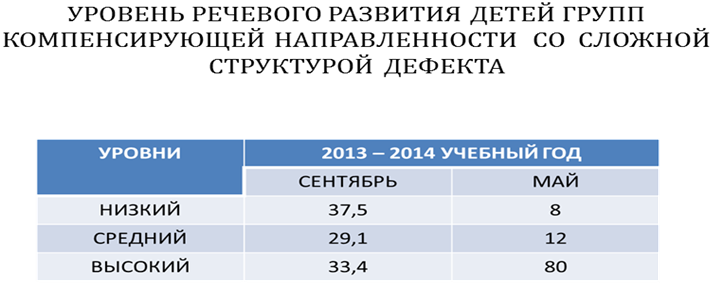 УРОВЕНЬ РЕЧЕВОГО РАЗВИТИЯ ДЕТЕЙ ГРУПП
КОМПЕНСИРУЮЩЕЙ НАПРАВЛЕННОСТИ СО СЛОЖНОЙ
СТРУКТУРОЙ ДЕФЕКТА
УРОВНИ 2013 – 2014 УЧЕБНЫЙ ГОД
СЕНТЯБРЬ МАЙ
НИЗКИЙ 37,5 8
СРЕДНИЙ 29,1 12
ВЫСОКИЙ 33,4 80